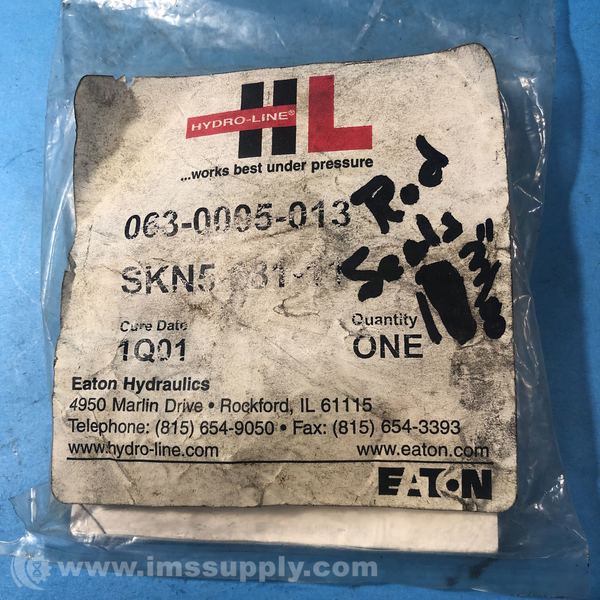 HYDRO-LINE® HL
...works best under pressure
063-0005-013
SKN5
Rod
Seals
Cure Date
1Q01
Quantity
ONE
Eaton Hydraulics
4950 Marlin Drive • Rockford, IL 61115
Telephone: (815) 654-9050 • Fax: (815) 654-3393
www.hydro-line.com www.eaton.com
EATON
www.imssupply.com